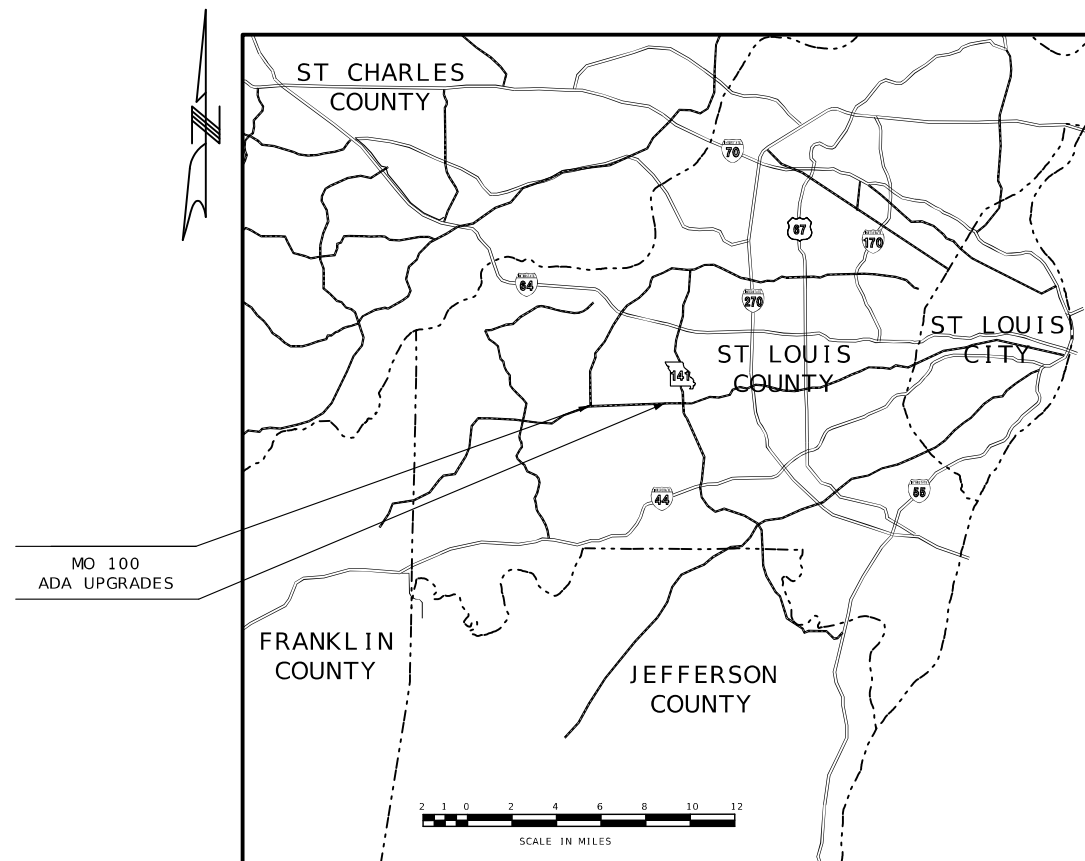 ST CHARLES
COUNTY
70
67
170
64
270
ST LOUIS
CITY
ST LOUIS
COUNTY
141
55
44
MO 100
ADA UPGRADES
FRANKLIN
COUNTY
JEFFERSON
COUNTY
2 1 0 2 4 6 8 10 12
SCALE IN MILES